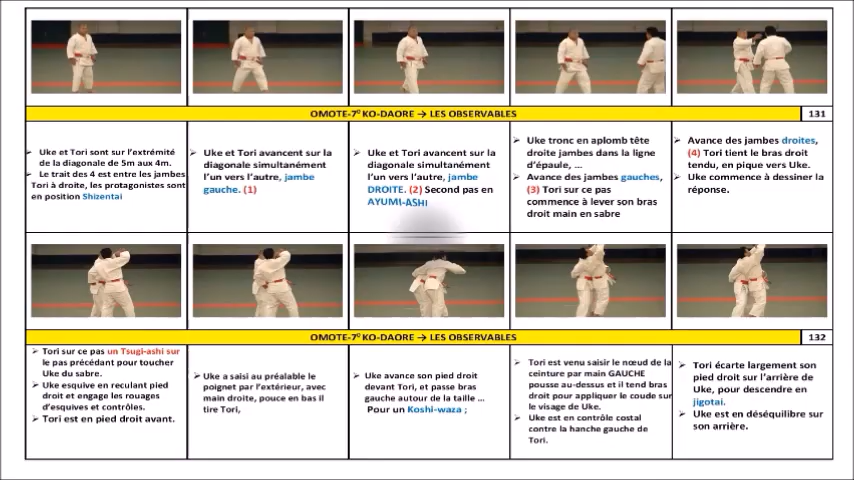 OMOTE-7° KO-DAORE → LES OBSERVABLES
131
➢ Uke et Tori sont sur l'extrémité
de la diagonale de 5m aux 4m.
➢ Le trait des 4 est entre les jambes
Tori à droite, les protagonistes sont
en position Shizentai
➢ Uke et Tori avancent sur la
diagonale simultanément
l'un vers l'autre, jambe
gauche. (1)
➢ Uke et Tori avancent sur la
diagonale simultanément
l'un vers l'autre, jambe
DROITE. (2) Second pas en
AYUMI-ASHI
➢ Uke tronc en aplomb tête
droite jambes dans la ligne
d'épaule, ...
➢ Avance des jambes gauches,
(3) Tori sur ce pas
commence à lever son bras
droit main en sabre
➢ Avance des jambes droites,
(4) Tori tient le bras droit
tendu, en pique vers Uke.
➢ Uke commence à dessiner la
réponse.
OMOTE-7° KO-DAORE → LES OBSERVABLES
132
➢ Tori sur ce pas un Tsugi-ashi sur
le pas précédant pour toucher
Uke du sabre.
➢ Uke esquive en reculant pied
droit et engage les rouages
d'esquives et contrôles.
➢ Tori est en pied droit avant.
➢ Uke a saisi au préalable le
poignet par l'extérieur, avec
main droite, pouce en bas il
tire Tori,
➢ Uke avance son pied droit
devant Tori, et passe bras
gauche autour de la taille ...
Pour un Koshi-waza ;
➢ Tori est venu saisir le nœud de la
ceinture par main GAUCHE
pousse au-dessus et il tend bras
droit pour appliquer le coude sur
le visage de Uke.
➢ Uke est en contrôle costal
contre la hanche gauche de
Tori.
➢ Tori écarte largement son
pied droit sur l'arrière de
Uke, pour descendre en
jigotai.
➢ Uke est en déséquilibre sur
son arrière.